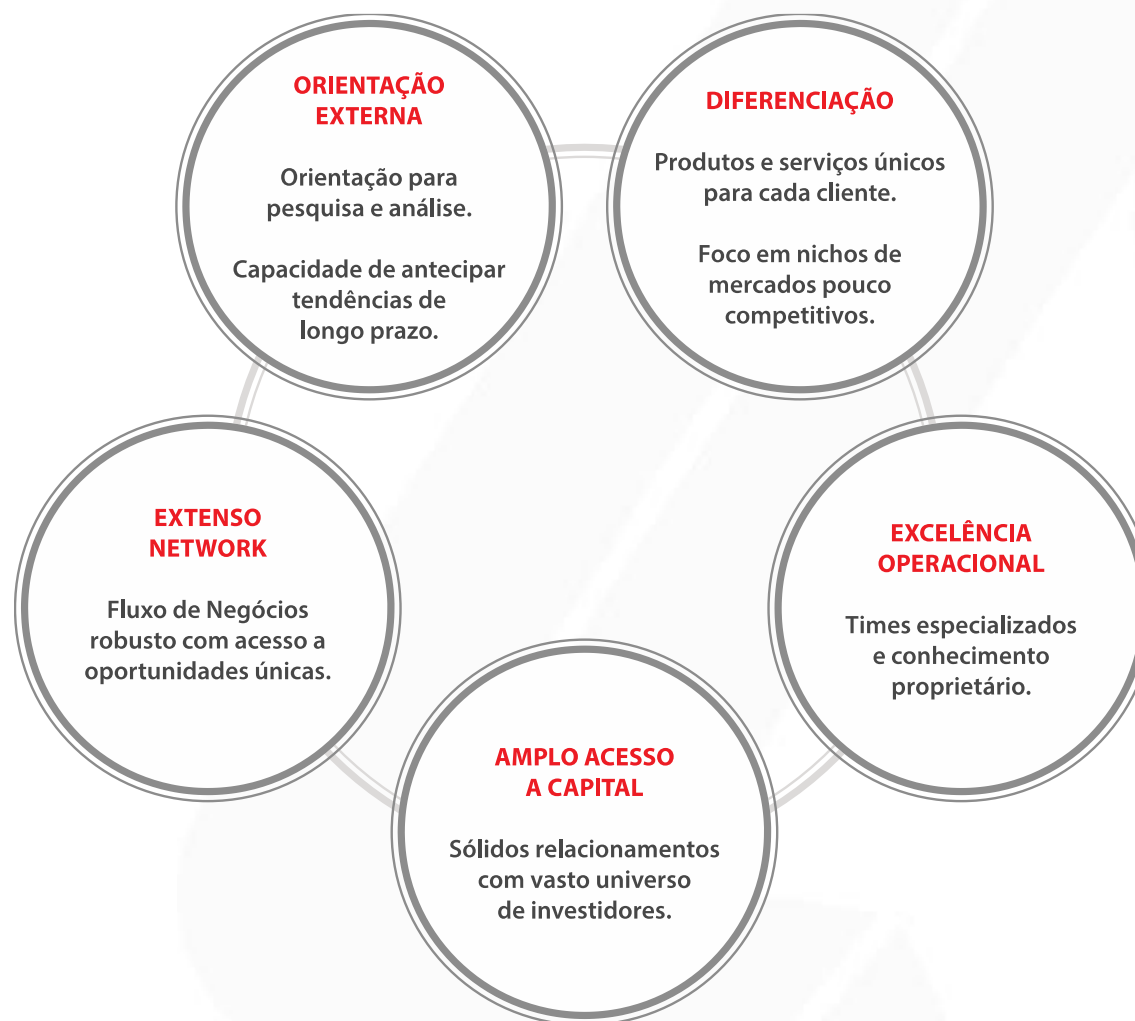 ORIENTAÇÃO
EXTERNA
Orientação para
pesquisa e análise.
Capacidade de antecipar
tendências de
longo prazo.
DIFERENCIAÇÃO
Produtos e serviços únicos
para cada cliente.
Foco em nichos de
mercados pouco
competitivos.
EXTENSO
NETWORK
Fluxo de Negócios
robusto com acesso a
oportunidades únicas.
EXCELÊNCIA
OPERACIONAL
Times especializados
e conhecimento
proprietário.
AMPLO ACESSO
A CAPITAL
Sólidos relacionamentos
com vasto universo
de investidores.